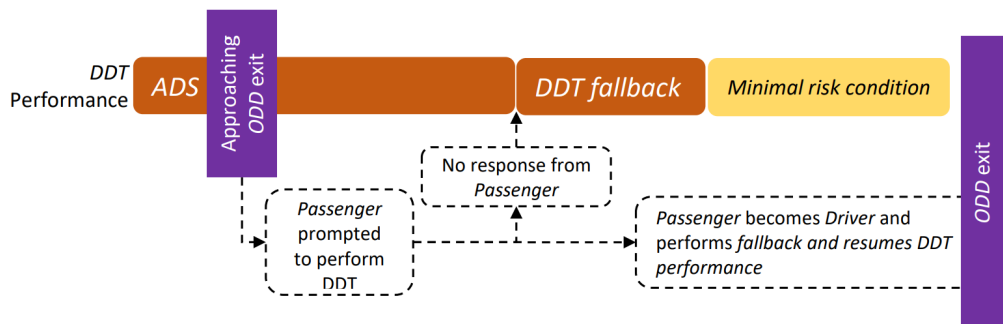 DDT
Performance
ADS
Approaching
ODD exit
DDT fallback
Minimal risk condition
No response from
Passenger
Passenger
prompted
to perform
DDT
Passenger becomes Driver and
performs fallback and resumes DDT
performance
ODD exit